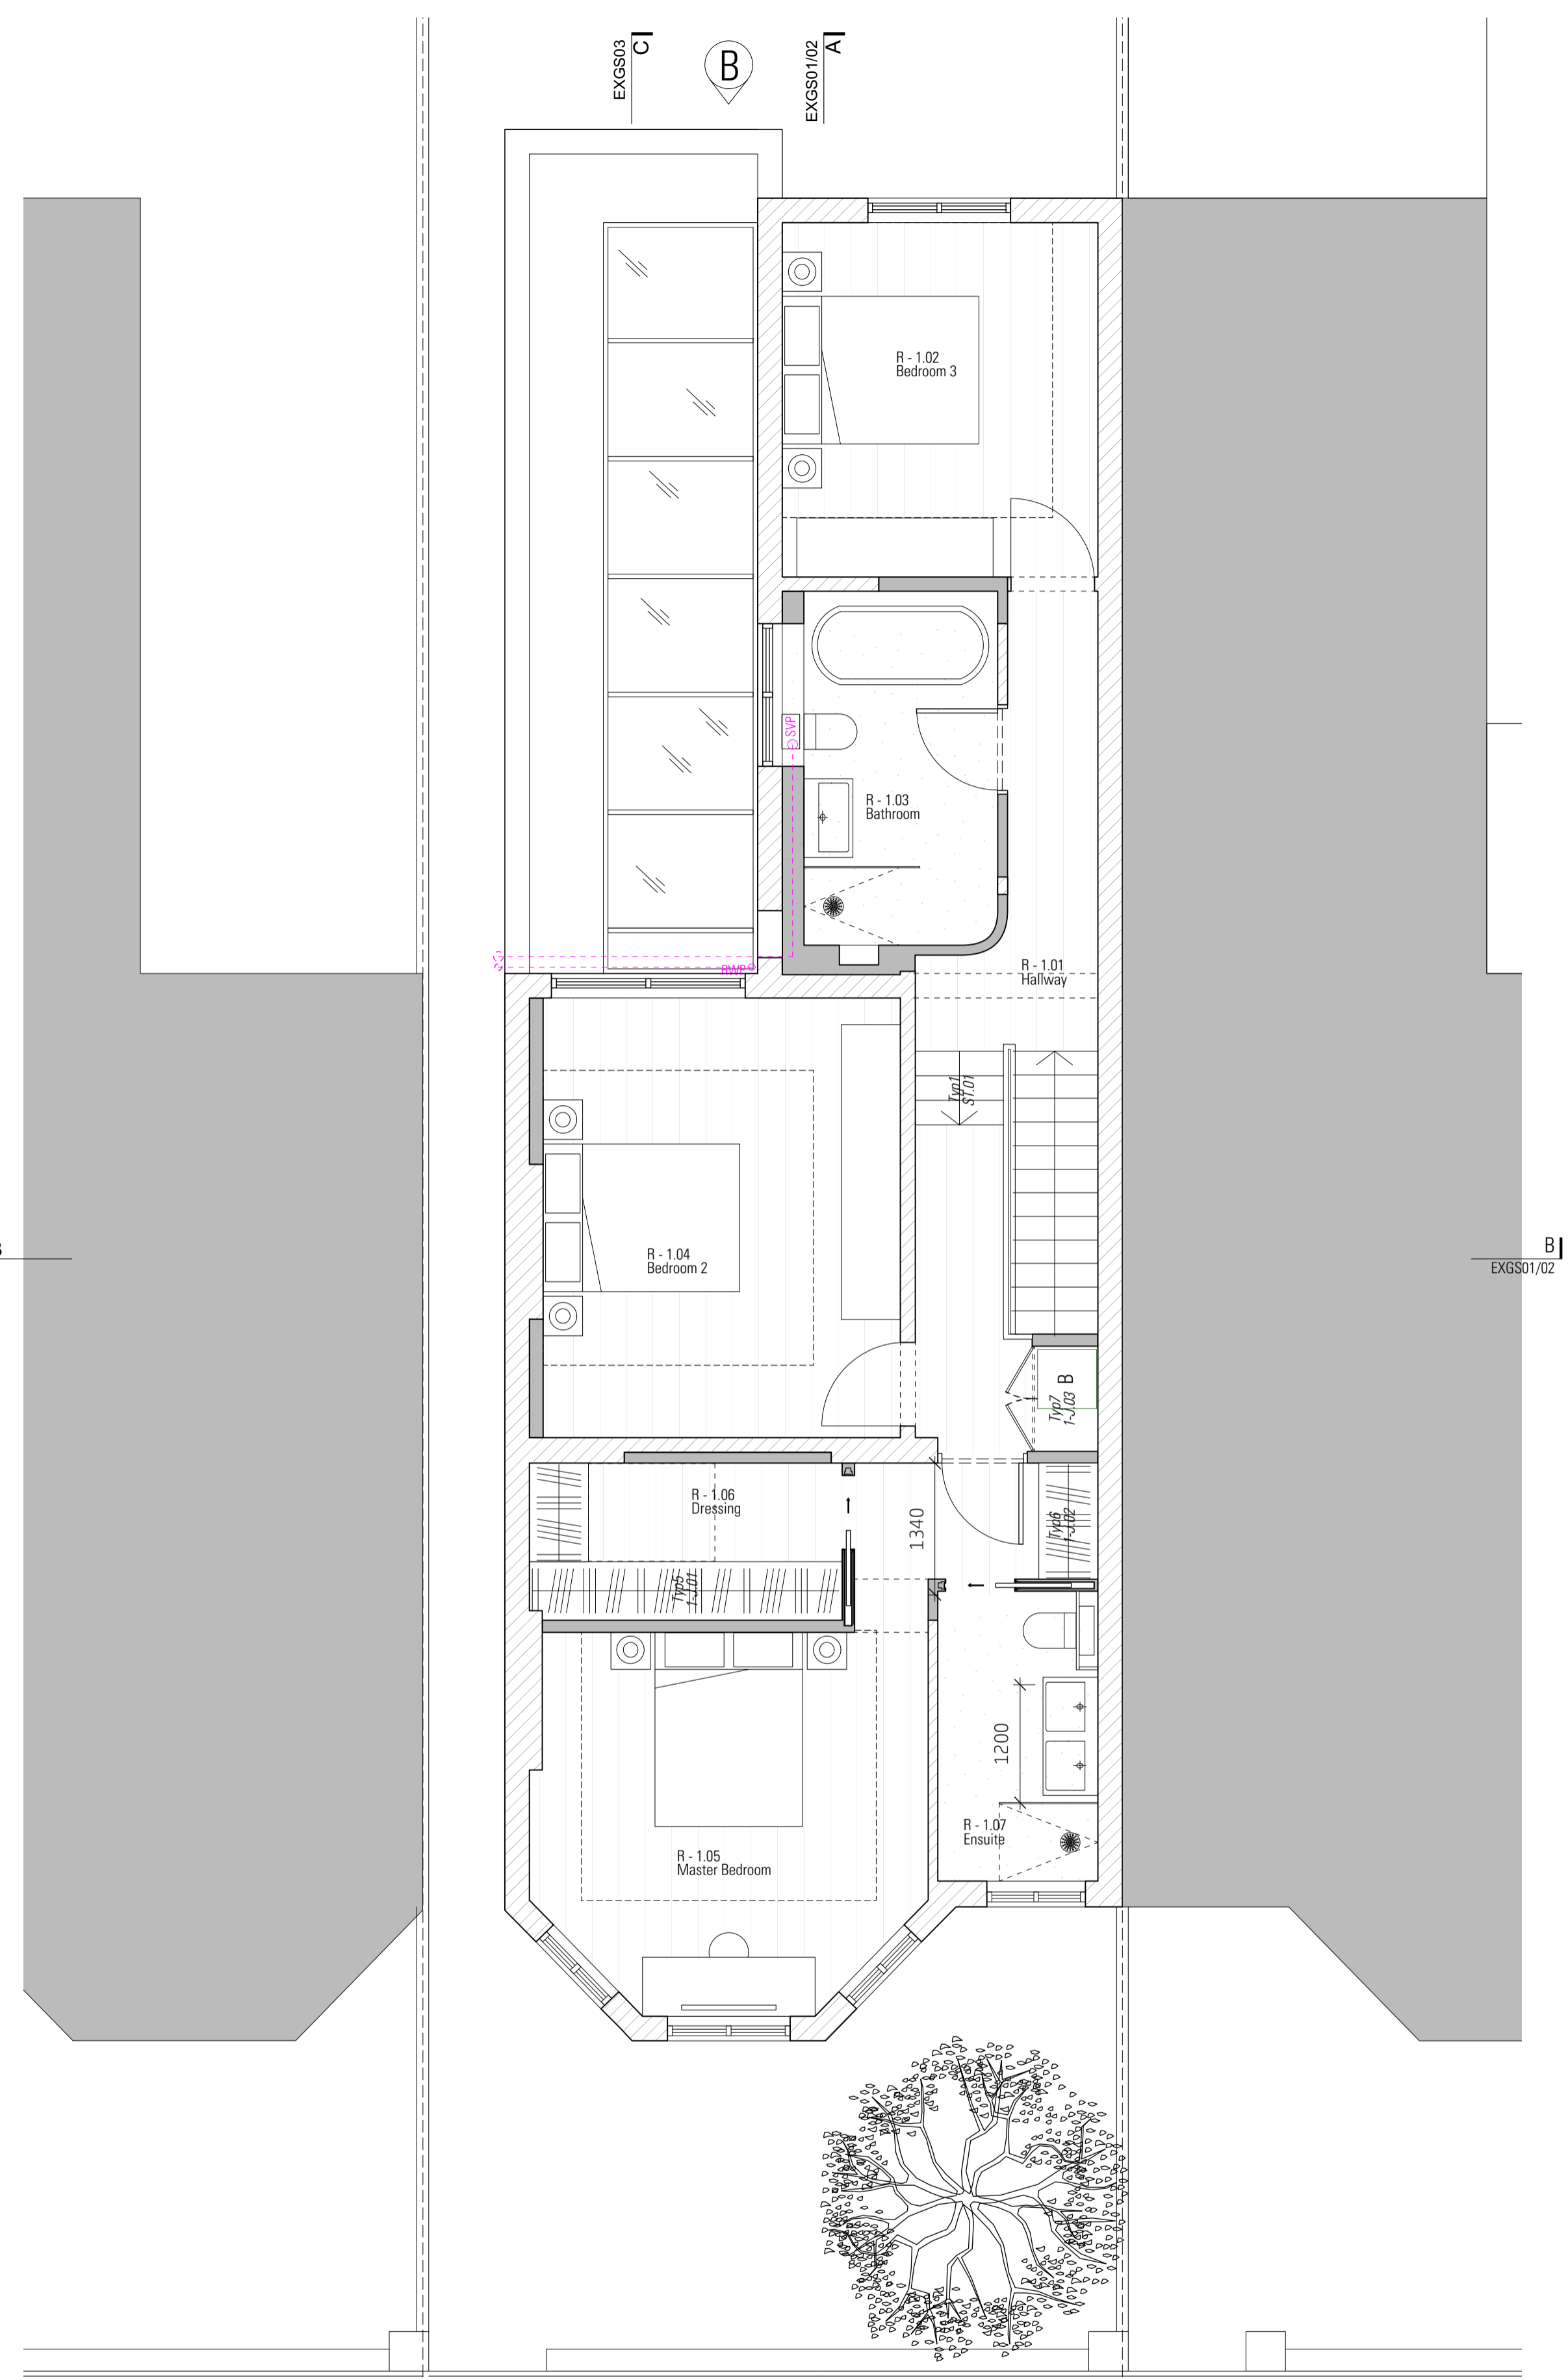 EXGS03
C
B
EXGS01/02
A
R - 1.02
Bedroom 3
SVP
R - 1.03
Bathroom
RWP
R - 1.01
Hallway
Typ1
ST.01
R - 1.04
Bedroom 2
B
EXGS01/02
B
Typ7
1-J.03
R - 1.06
Dressing
1340
Typ6
1-J.02
Typ5
1-J.01
1200
R - 1.07
Ensuite
R - 1.05
Master Bedroom